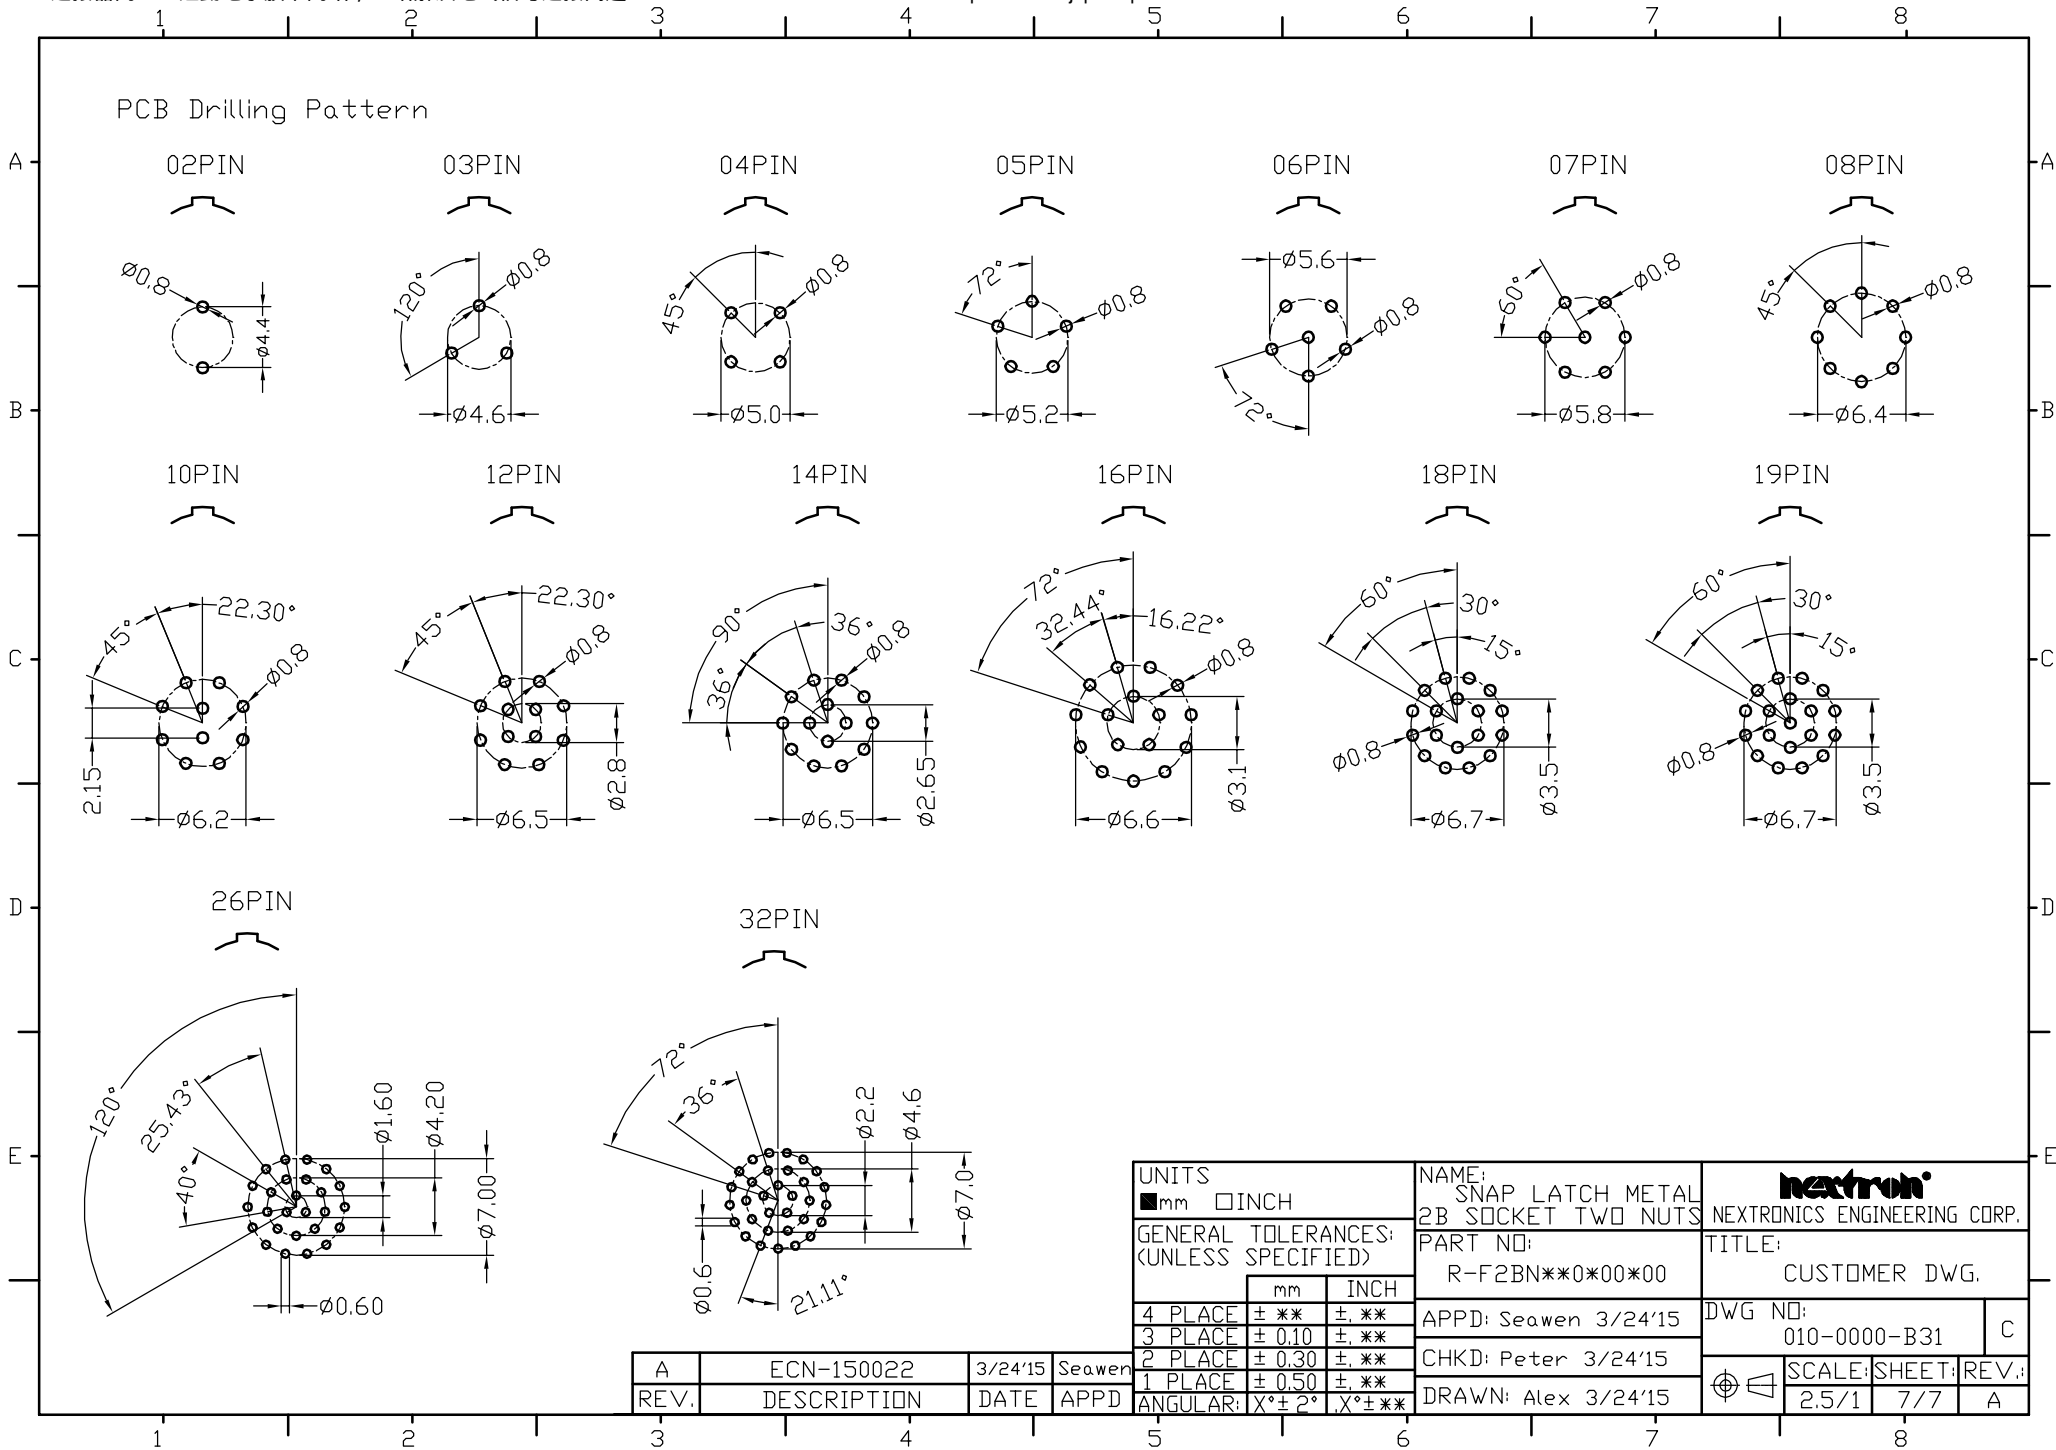 1 2 3 4 5 6 7 8
PCB Drilling Pattern
A A
02PIN 03PIN 04PIN 05PIN 06PIN 07PIN 08PIN
ø0.8 ø4.4
120° ø0.8 ø4.6
45° ø0.8 ø5.0
72° ø0.8 ø5.2
ø5.6 ø0.8 72°
60° ø0.8 ø5.8
45° ø0.8 ø6.4
B B
10PIN 12PIN 14PIN 16PIN 18PIN 19PIN
45° 22.30° ø0.8 2.15 ø6.2
45° 22.30° ø0.8 ø2.8 ø6.5
90° 36° 36° ø0.8 ø2.65 ø6.5
72° 32.44° 16.22° ø0.8 ø3.1 ø6.6
60° 30° 15° ø0.8 ø3.5 ø6.7
60° 30° 15° ø0.8 ø3.5 ø6.7
C C
D D
26PIN 32PIN
120° 25.43° 40° ø1.60 ø4.20 ø7.00 ø0.60
72° 36° ø2.2 ø4.6 ø7.0 ø0.6 21.11°
E E
UNITS
mm INCH
GENERAL TOLERANCES:
(UNLESS SPECIFIED)
mm INCH
4 PLACE ± ** ±. **
3 PLACE ± 0.10 ±. **
2 PLACE ± 0.30 ±. **
1 PLACE ± 0.50 ±. **
ANGULAR: X°± 2° .X°± **
NAME:
SNAP LATCH METAL
2B SOCKET TWO NUTS
PART NO:
R-F2BN**0*00*00
APPD: Seawen 3/24'15
CHKD: Peter 3/24'15
DRAWN: Alex 3/24'15
nextron®
NEXTRONICS ENGINEERING CORP.
TITLE:
CUSTOMER DWG.
DWG NO:
010-0000-B31 C
SCALE: SHEET: REV.:
2.5/1 7/7 A
A ECN-150022 3/24'15 Seawen
REV. DESCRIPTION DATE APPD
1 2 3 4 5 6 7 8